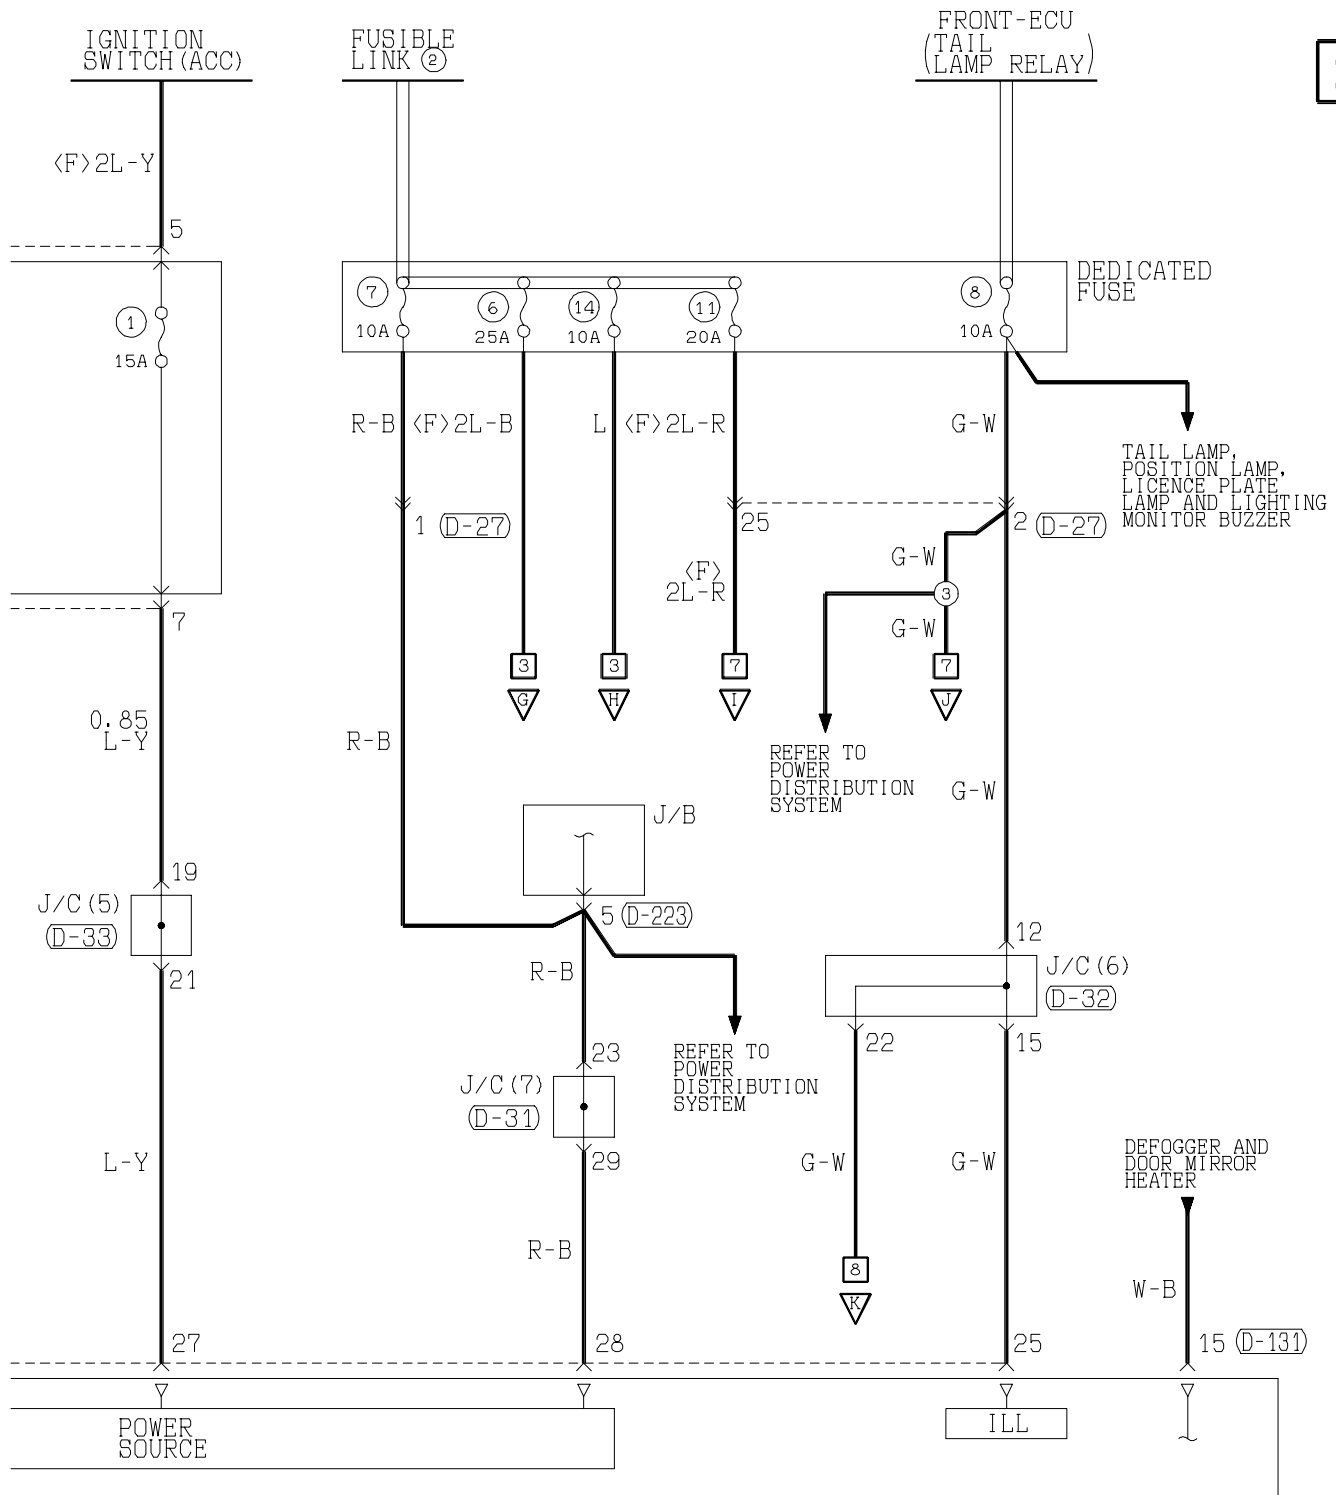 IGNITION
SWITCH(ACC)
FUSIBLE
LINK ②
FRONT-ECU
(TAIL
LAMP RELAY)
<F>2L-Y
5
DEDICATED
FUSE
7
10A
6
25A
14
10A
11
20A
8
10A
1
15A
R-B
<F>2L-B
L
<F>2L-R
G-W
TAIL LAMP,
POSITION LAMP,
LICENCE PLATE
LAMP AND LIGHTING
MONITOR BUZZER
1 (D-27)
25
2 (D-27)
G-W
<F>
2L-R
3
G-W
7
3
3
7
7
G
H
I
J
0.85
L-Y
R-B
REFER TO
POWER
DISTRIBUTION
SYSTEM
G-W
J/B
19
J/C(5)
(D-33)
21
5 (D-223)
R-B
12
J/C(6)
(D-32)
22
15
23
J/C(7)
(D-31)
29
REFER TO
POWER
DISTRIBUTION
SYSTEM
L-Y
G-W
G-W
DEFOGGER AND
DOOR MIRROR
HEATER
R-B
8
K
W-B
27
28
25
15 (D-131)
POWER
SOURCE
ILL